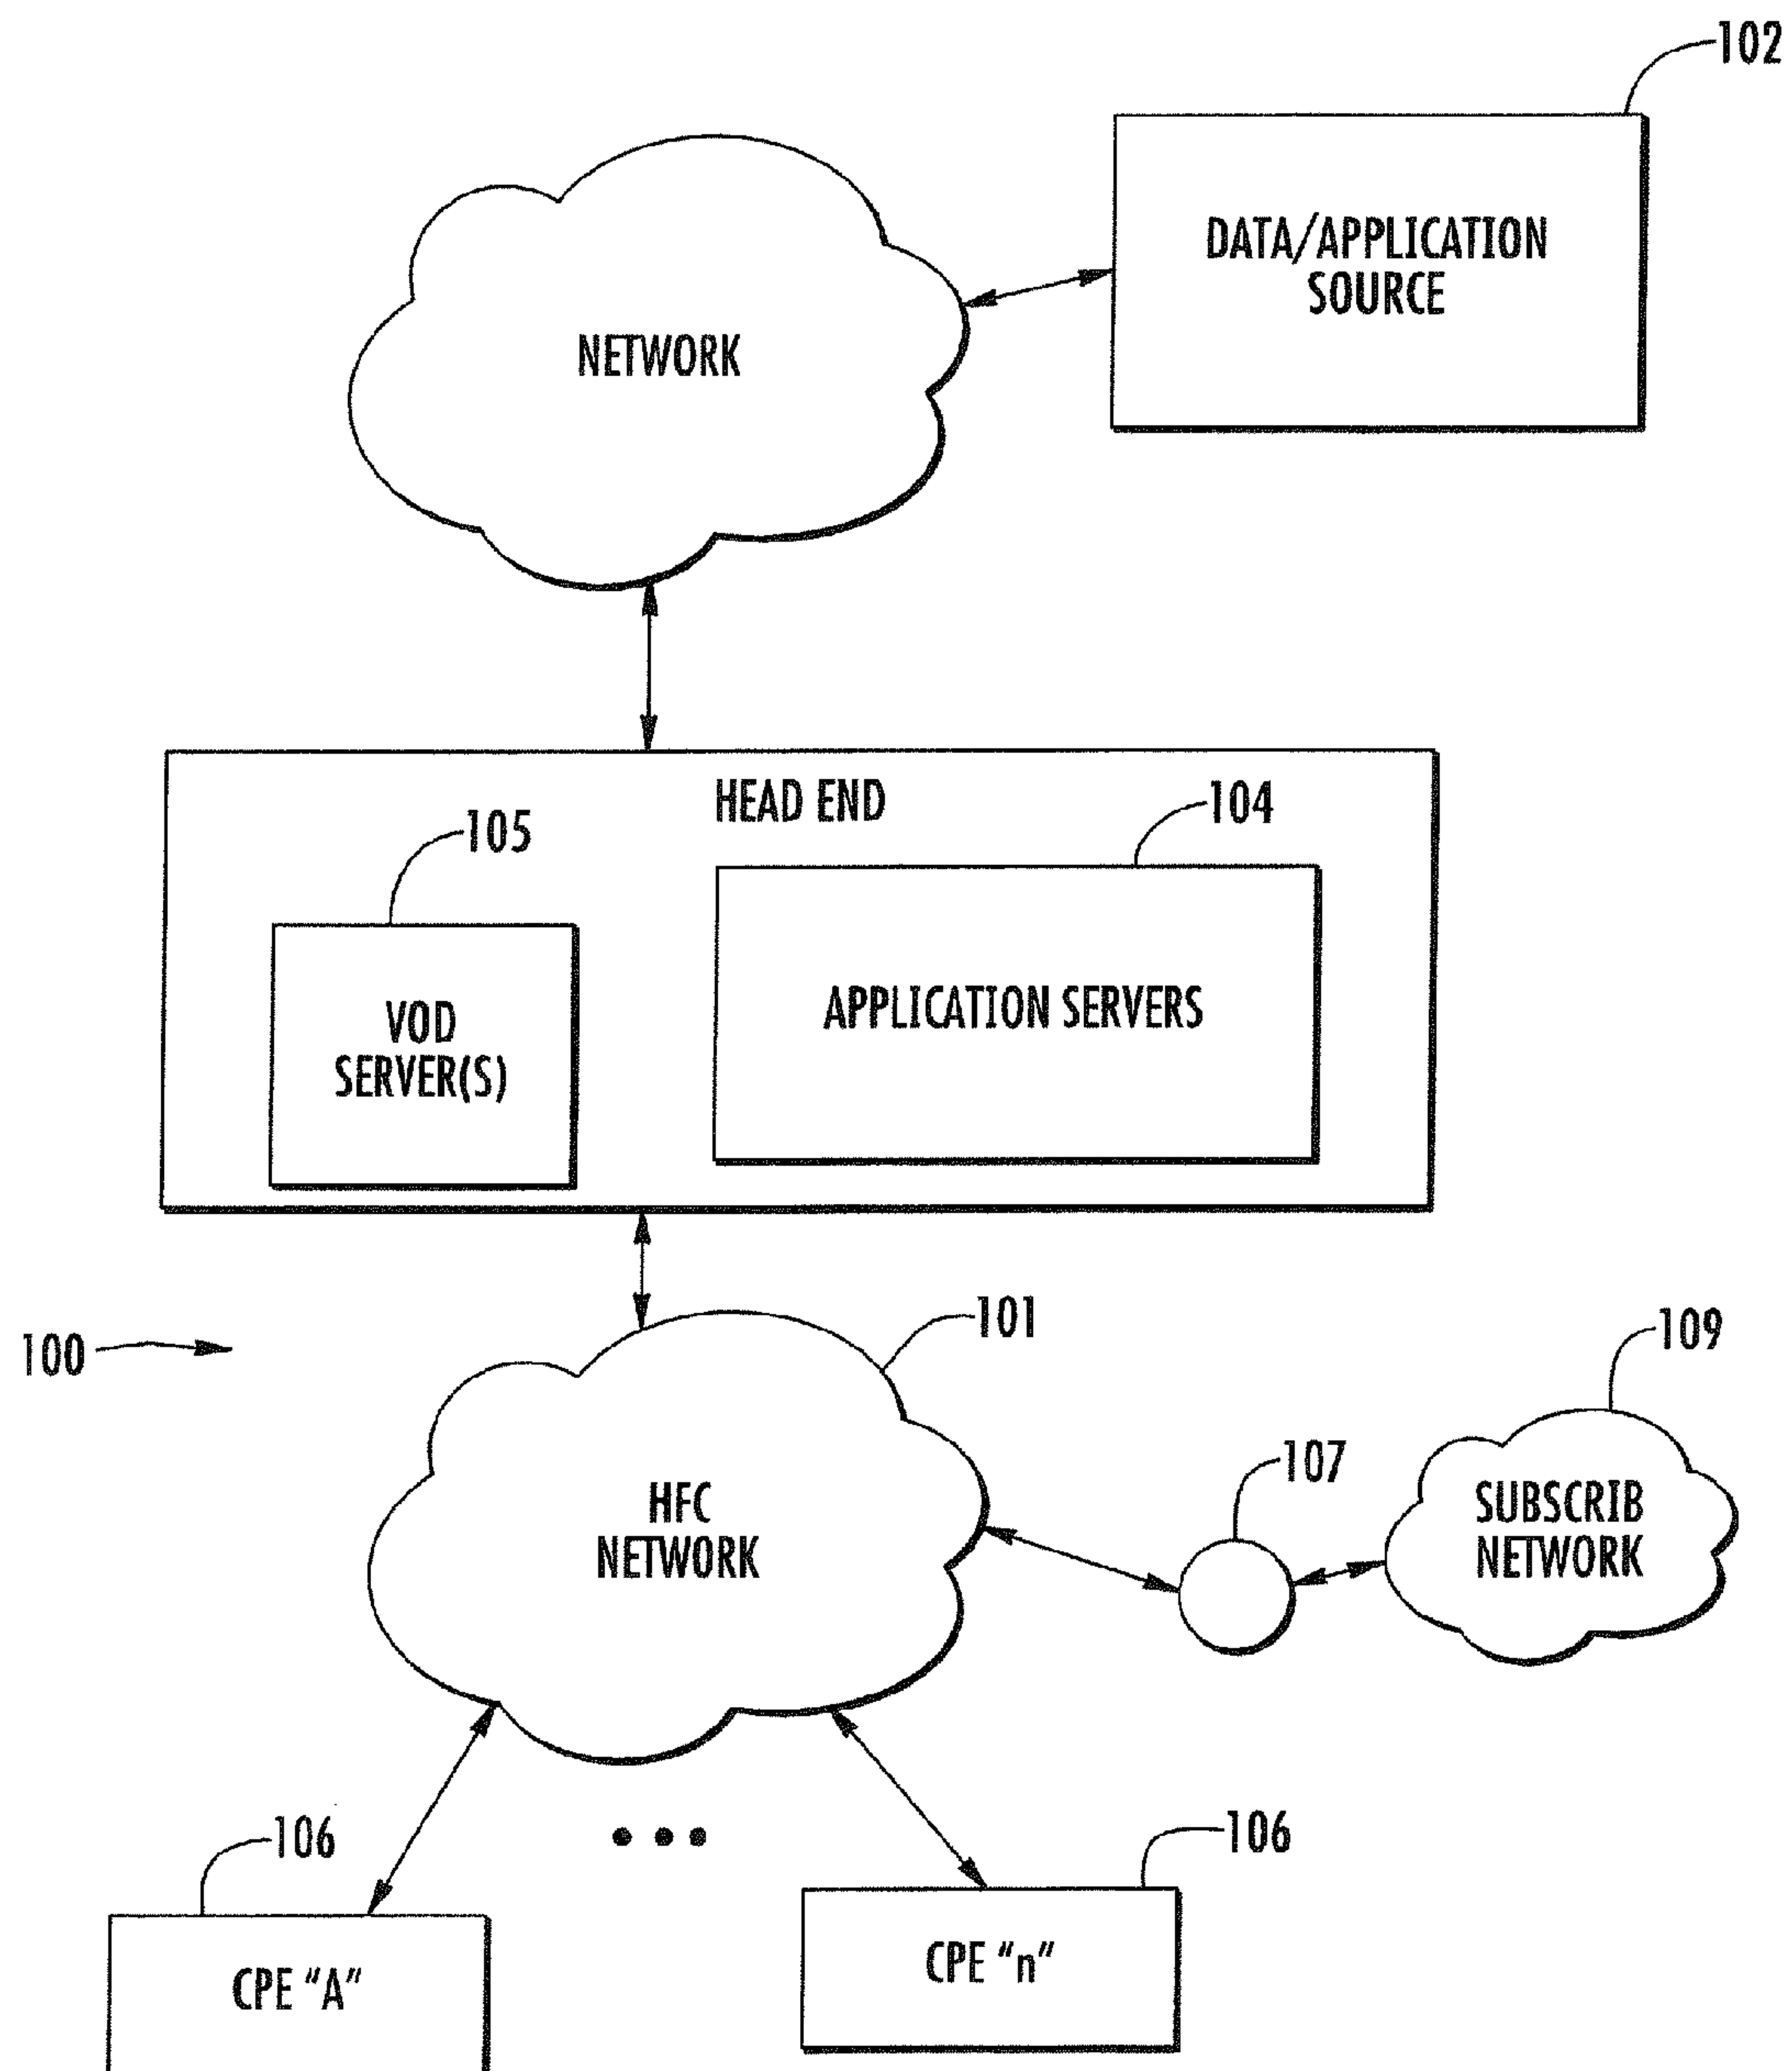 102
DATA/APPLICATION
SOURCE
NETWORK
HEAD END
104
105
APPLICATION SERVERS
VOD
SERVER(S)
100
101
109
107
HFC
NETWORK
SUBSCRIB
NETWORK
106
106
CPE "A"
CPE "n"